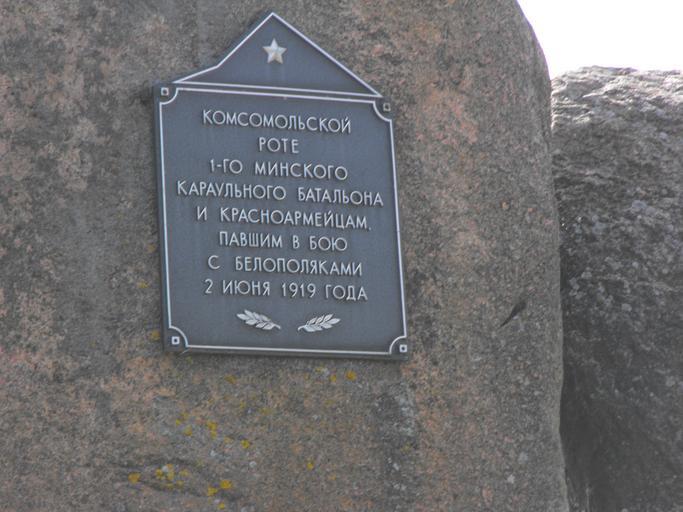 КОМСОМОЛЬСКОЙ
РОТЕ
1-ГО МИНСКОГО
КАРАУЛЬНОГО БАТАЛЬОНА
И КРАСНОАРМЕЙЦАМ,
ПАВШИМ В БОЮ
С БЕЛОПОЛЯКАМИ
2 ИЮНЯ 1919 ГОДА